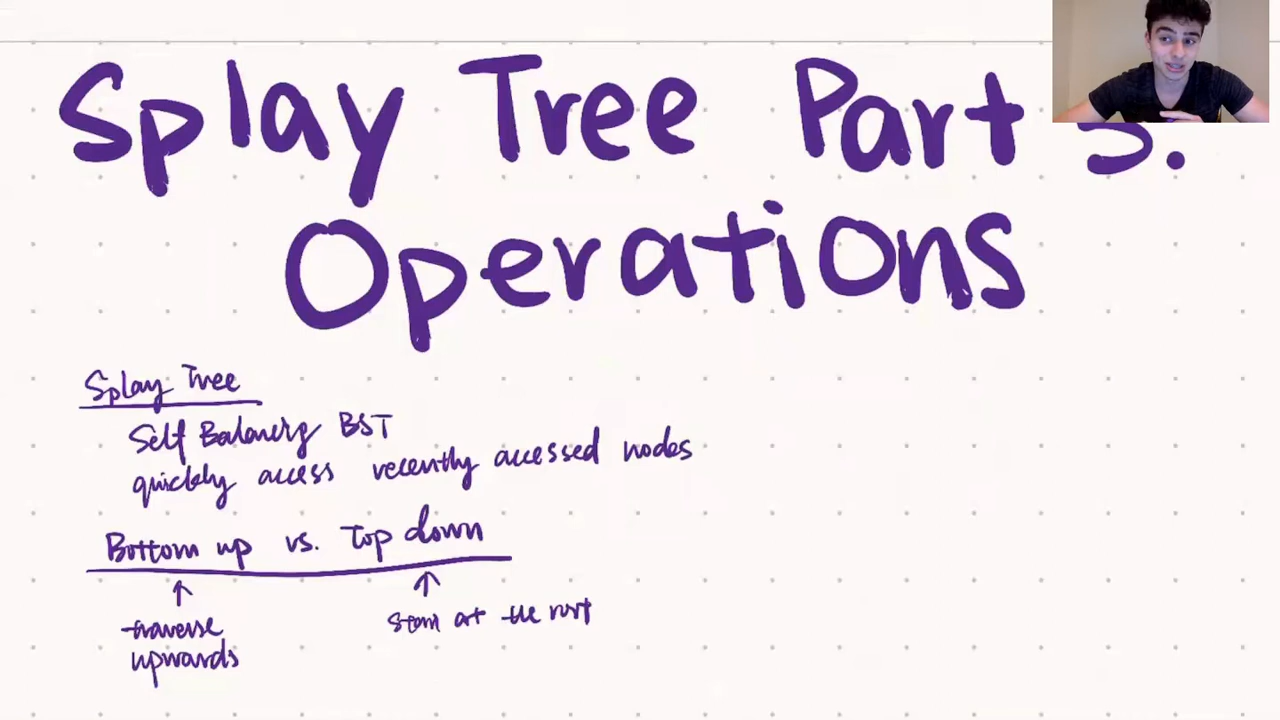 Splay Tree Part 3:
Operations
Splay Tree
Self Balancing BST
quickly access recently accessed nodes
Bottom up vs. Top down
↑ ↑
traverse
upwards
start at the root